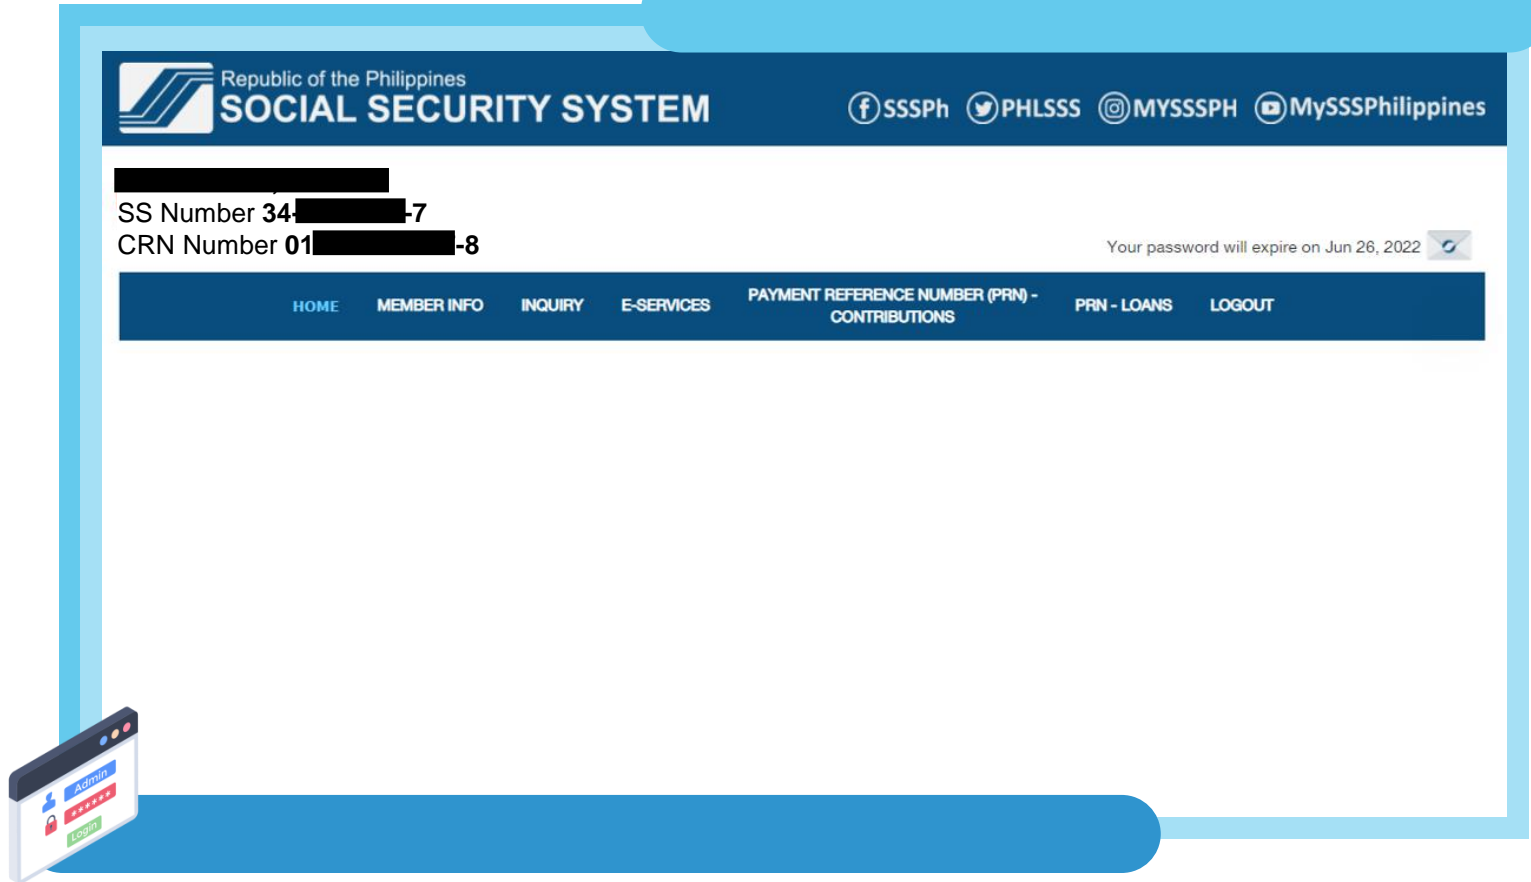 Republic of the Philippines
SOCIAL SECURITY SYSTEM
SSSPh PHLSSS MYSSSPH MySSSPhilippines
SS Number 34- -7
CRN Number 01 -8
Your password will expire on Jun 26, 2022
HOME MEMBER INFO INQUIRY E-SERVICES PAYMENT REFERENCE NUMBER (PRN) -
CONTRIBUTIONS PRN - LOANS LOGOUT
Admin
******
Login